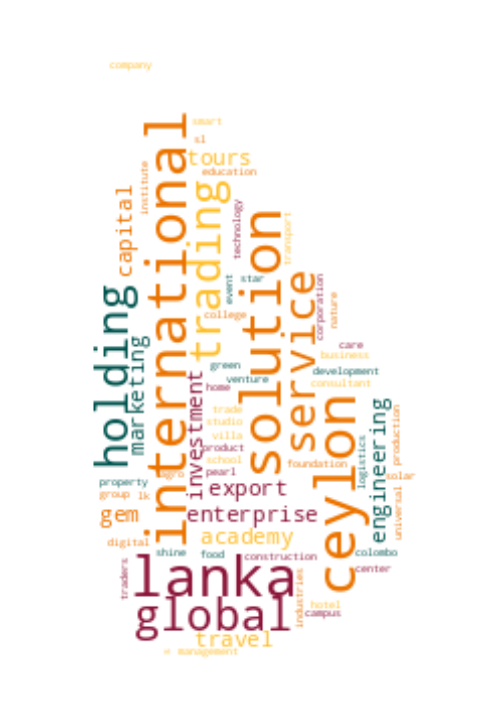 company
smart
sl
tours
education
international
institute
capital
trading
technology
transport
solution
event
star
service
corporation
nature
holding
college
marketing
care
business
green
development
venture
consultant
home
investment
trade
studio
villa
product
school
pearl
ceylon
engineering
production
logistics
foundation
agro
solar
universal
property
group
lk
export
gem
enterprise
academy
digital
shine
food
construction
colombo
center
traders
lanka
global
industries
hotel
campus
travel
management